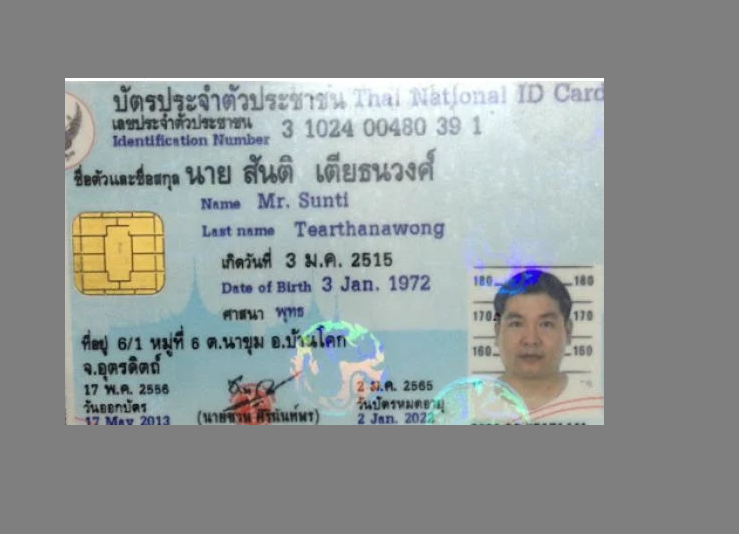 บัตรประจำตัวประชาชน Thai National ID Card
เลขประจำตัวประชาชน
Identification Number 3 1024 00480 39 1
ชื่อตัวและชื่อสกุล นาย สันติ เตียธนวงศ์
Name Mr. Sunti
Last name Tearthanawong
เกิดวันที่ 3 ม.ค. 2515
Date of Birth 3 Jan. 1972
ศาสนา พุทธ
ที่อยู่ 6/1 หมู่ที่ 6 ต.นาขุม อ.บ้านโคก
จ.อุตรดิตถ์
17 พ.ค. 2556
วันออกบัตร
17 May 2013
2 ม.ค. 2565
วันบัตรหมดอายุ
2 Jan. 2022
180 180
170 170
160 160